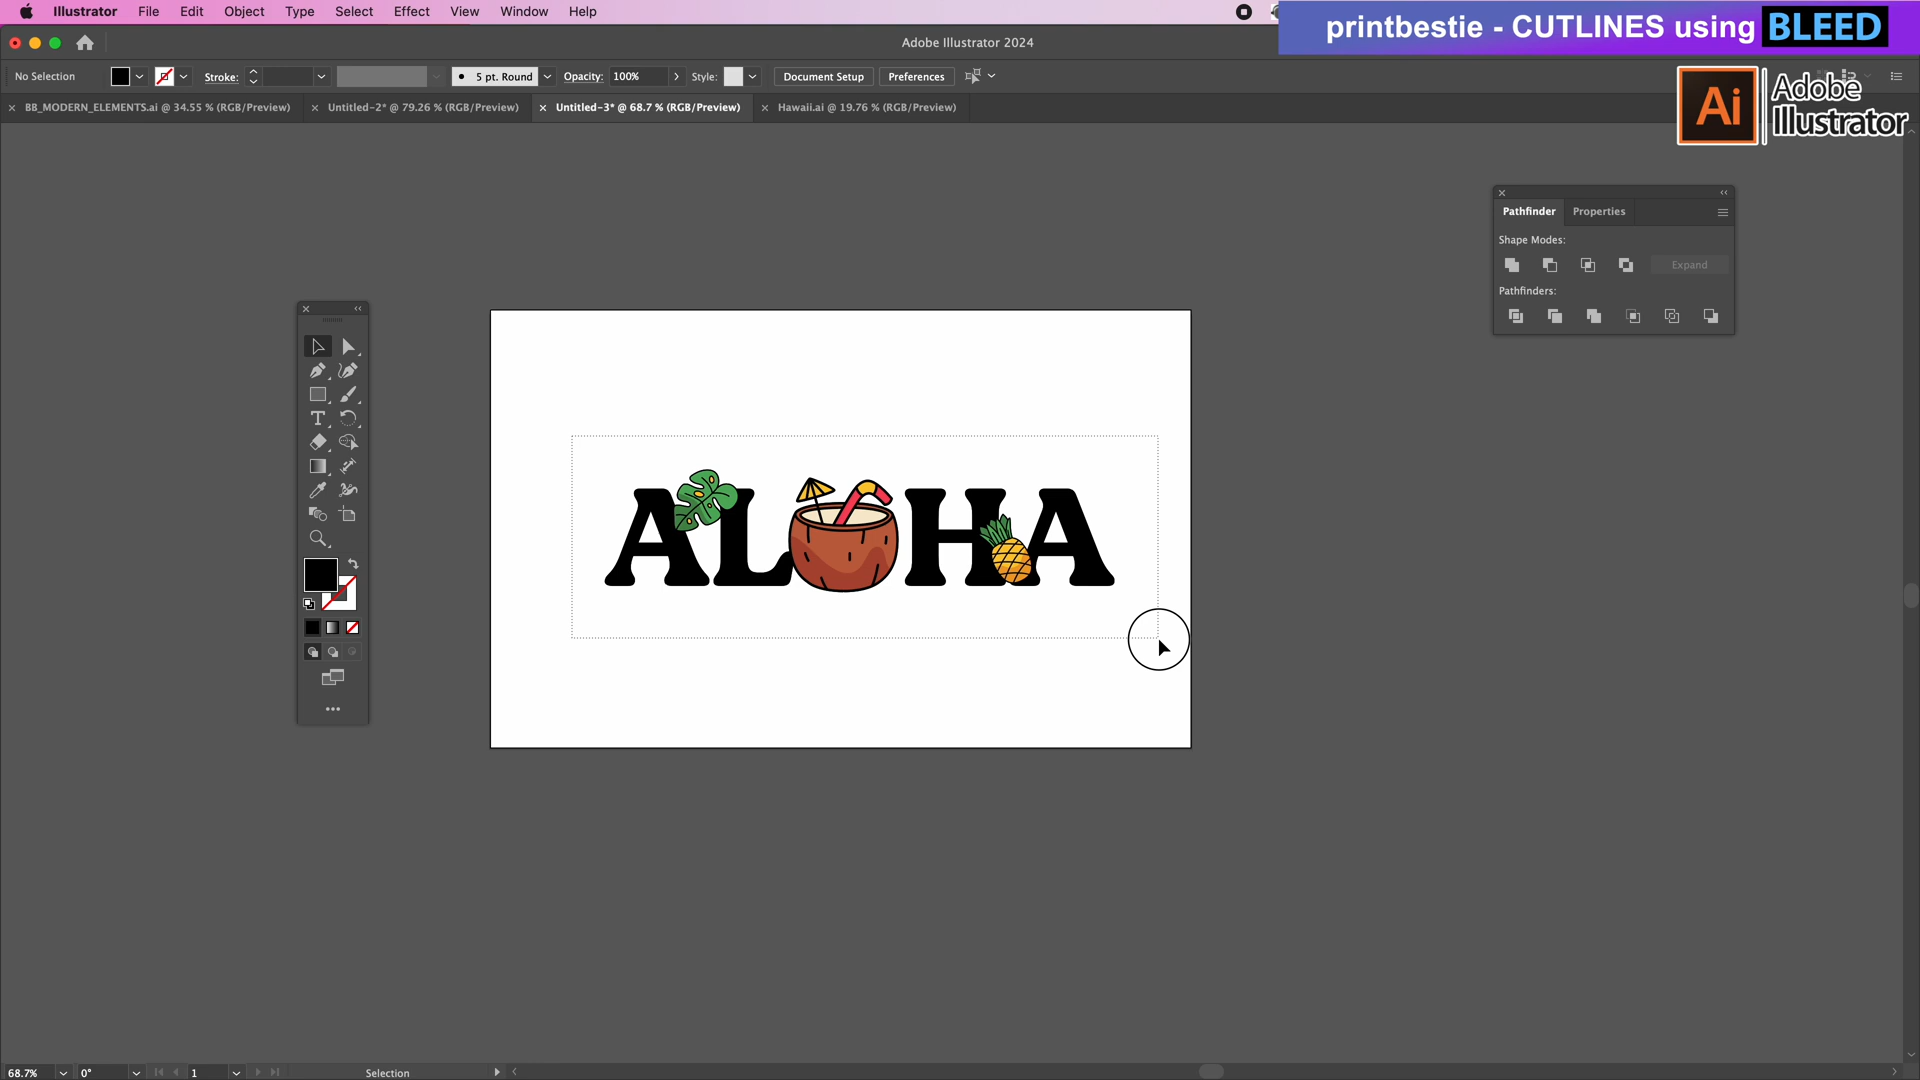 Illustrator File Edit Object Type Select Effect View Window Help
printbestie - CUTLINES using BLEED
Adobe Illustrator 2024
No Selection Stroke: 5 pt. Round Opacity: 100% Style: Document Setup Preferences
BB_MODERN_ELEMENTS.ai @ 34.55 % (RGB/Preview) Untitled-2* @ 79.26 % (RGB/Preview) Untitled-3* @ 68.7 % (RGB/Preview) Hawaii.ai @ 19.76 % (RGB/Preview)
Ai Adobe
Illustrator
Pathfinder Properties
Shape Modes:
Expand
Pathfinders:
ALOHA
68.7% 0° 1 Selection